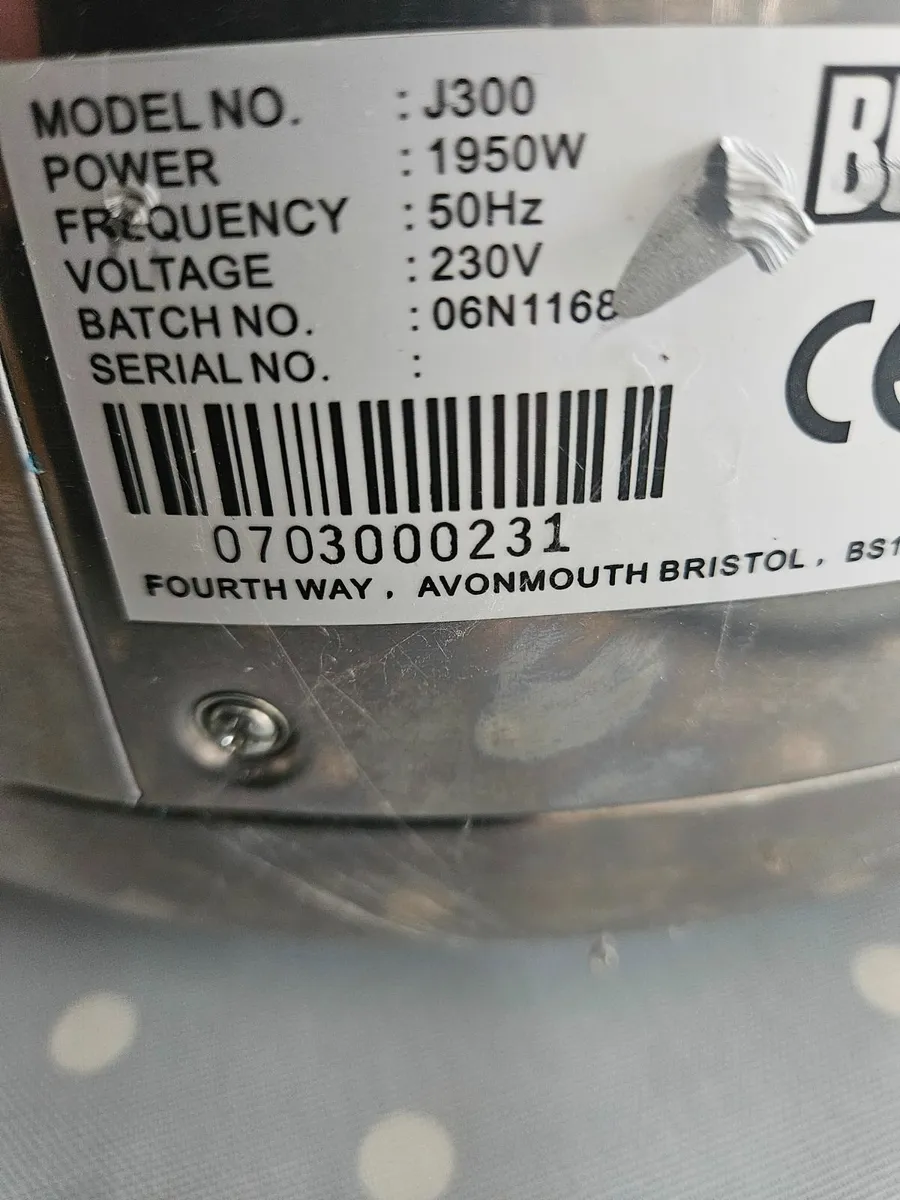 MODEL NO. : J300
POWER : 1950W
FREQUENCY : 50Hz
VOLTAGE : 230V
BATCH NO. : 06N1168
SERIAL NO. :
0703000231
FOURTH WAY, AVONMOUTH BRISTOL, BS1
CE